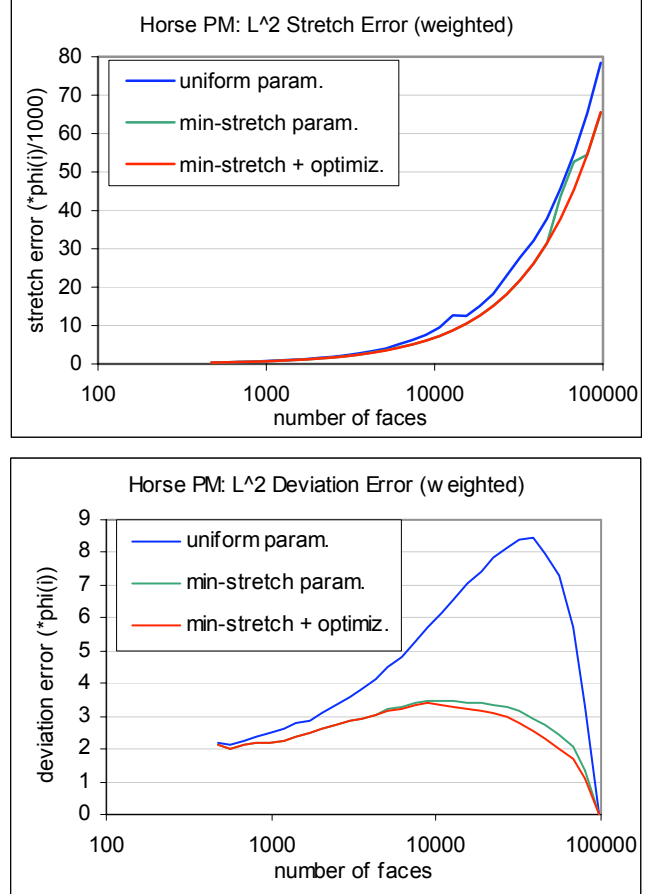 Horse PM: L^2 Stretch Error (weighted)
80
70
60
50
40
30
20
10
0
stretch error (*phi(i)/1000)
uniform param.
min-stretch param.
min-stretch + optimiz.
100
1000
10000
100000
number of faces
Horse PM: L^2 Deviation Error (weighted)
9
8
7
6
5
4
3
2
1
0
deviation error (*phi(i))
uniform param.
min-stretch param.
min-stretch + optimiz.
100
1000
10000
100000
number of faces